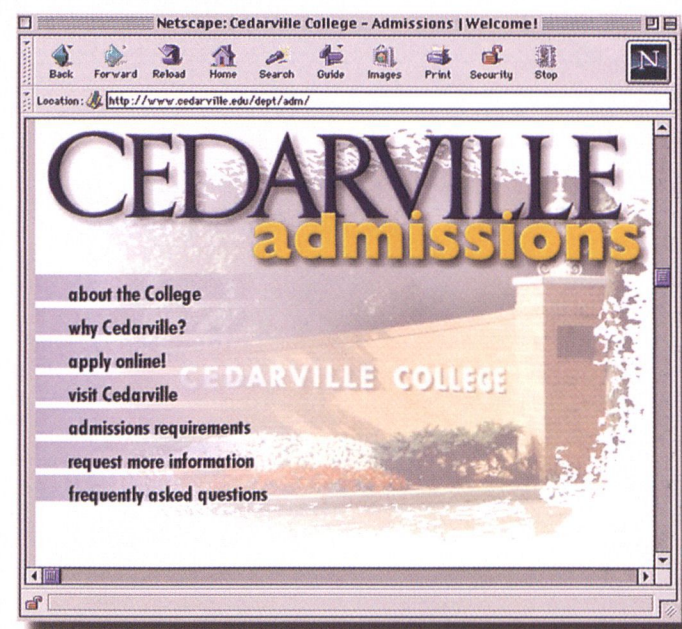 Netscape: Cedarville College - Admissions | Welcome!
Back Forward Reload Home Search Guide Images Print Security Stop
N
Location: http://www.cedarville.edu/dept/adm/
CEDARVILLE
admissions
about the College
why Cedarville?
apply online!
CEDARVILLE COLLEGE
visit Cedarville
admissions requirements
request more information
frequently asked questions